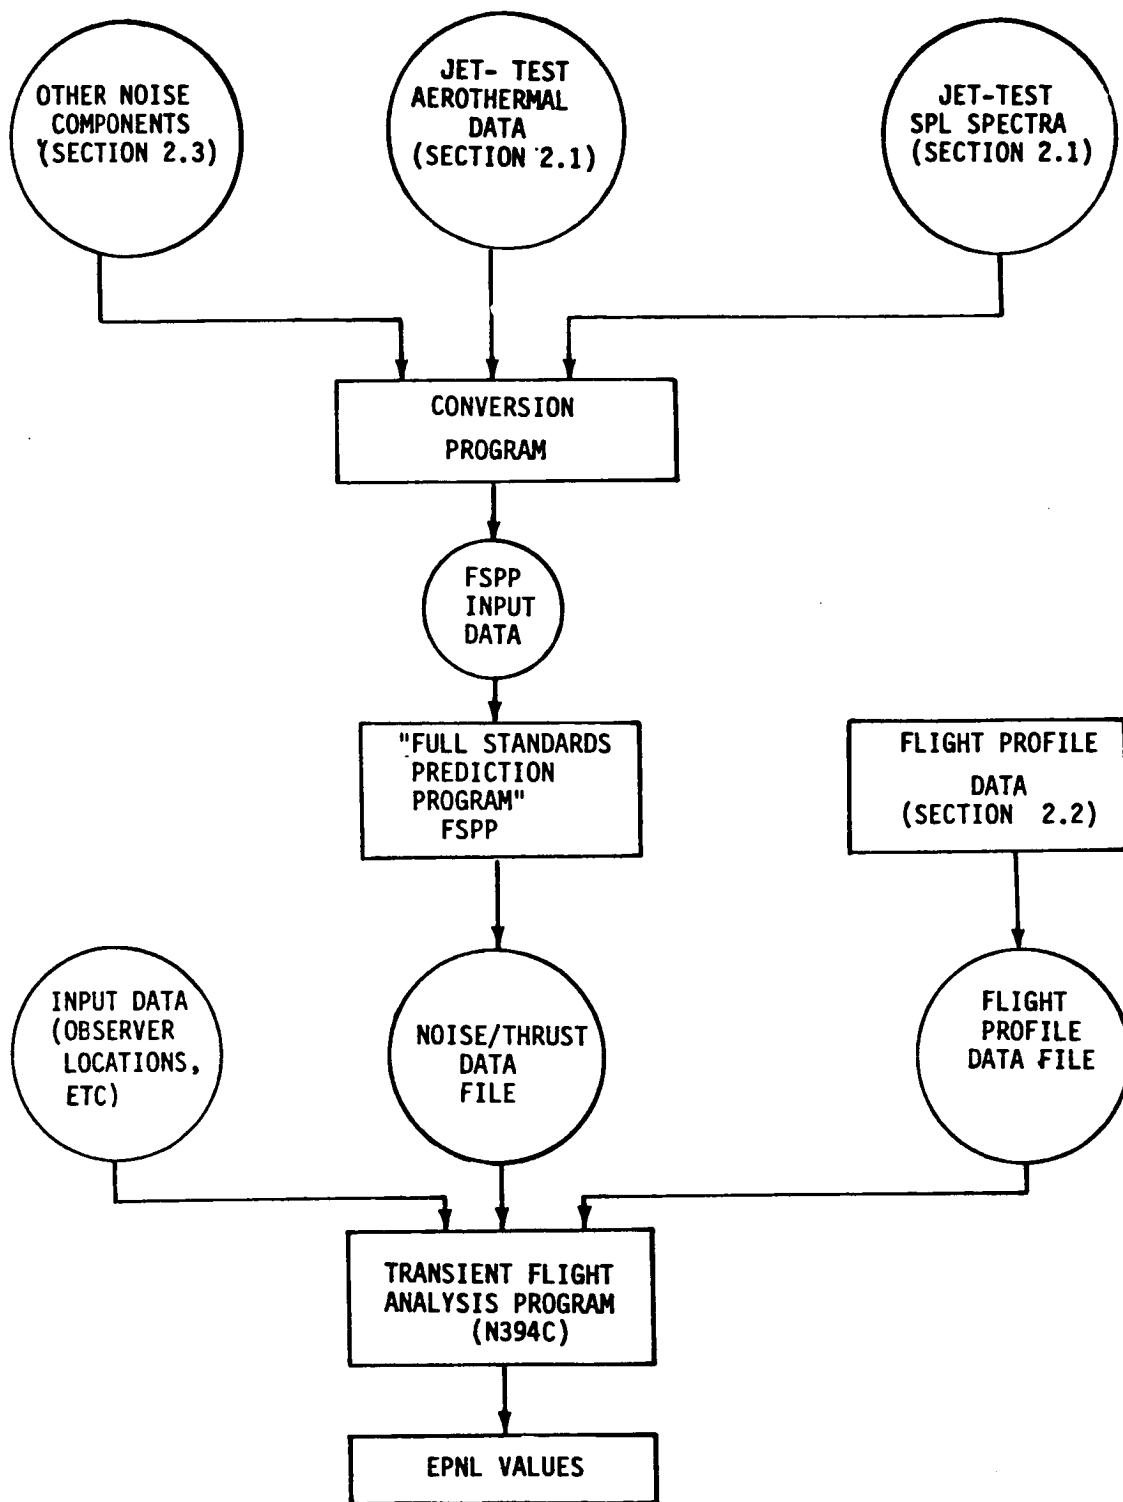 OTHER NOISE
COMPONENTS
(SECTION 2.3)
JET- TEST
AEROTHERMAL
DATA
(SECTION 2.1)
JET-TEST
SPL SPECTRA
(SECTION 2.1)
CONVERSION
PROGRAM
FSPP
INPUT
DATA
"FULL STANDARDS
PREDICTION
PROGRAM"
FSPP
FLIGHT PROFILE
DATA
(SECTION 2.2)
INPUT DATA
(OBSERVER
LOCATIONS,
ETC)
NOISE/THRUST
DATA
FILE
FLIGHT
PROFILE
DATA FILE
TRANSIENT FLIGHT
ANALYSIS PROGRAM
(N394C)
EPNL VALUES